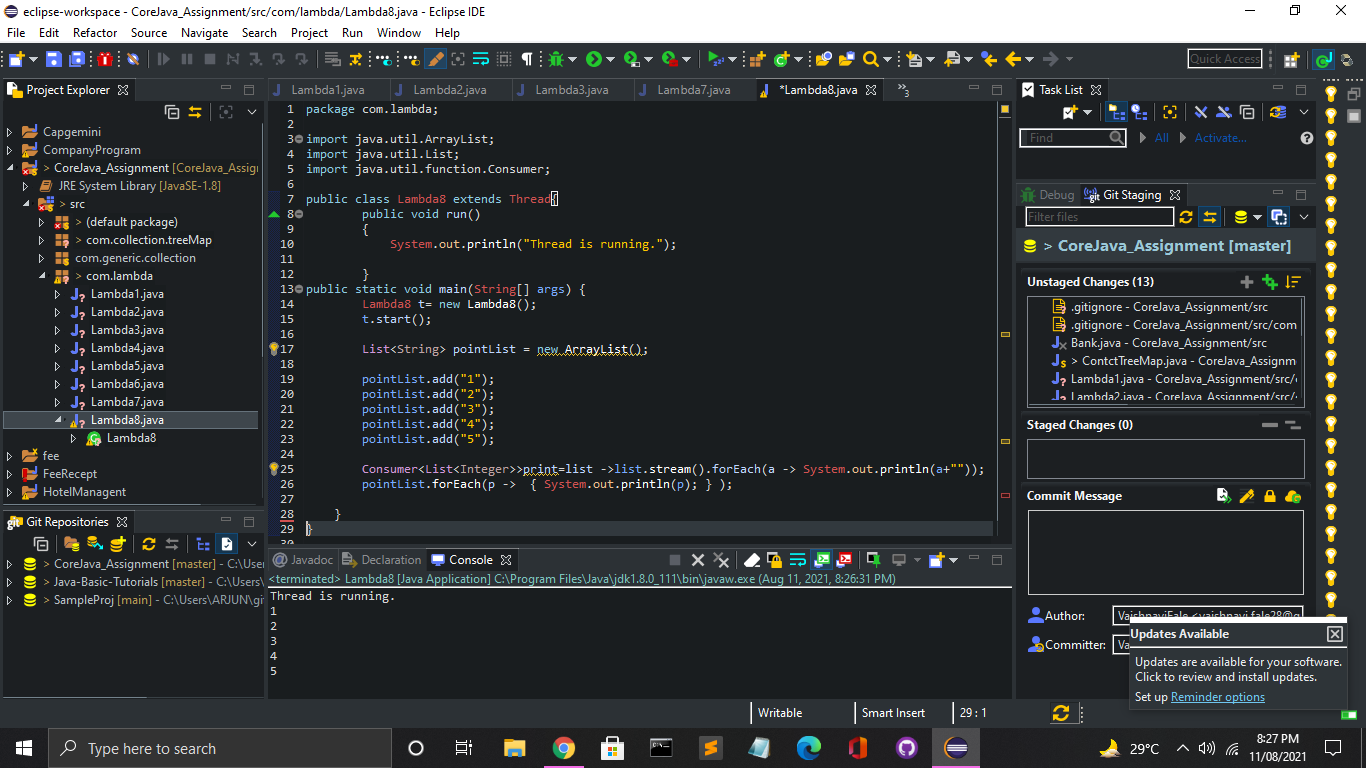 eclipse-workspace - CoreJava_Assignment/src/com/lambda/Lambda8.java - Eclipse IDE
File Edit Refactor Source Navigate Search Project Run Window Help
Quick Access
Project Explorer
Capgemini
CompanyProgram
> CoreJava_Assignment [CoreJava_Assign
JRE System Library [JavaSE-1.8]
> src
> (default package)
> com.collection.treeMap
com.generic.collection
> com.lambda
Lambda1.java
Lambda2.java
Lambda3.java
Lambda4.java
Lambda5.java
Lambda6.java
Lambda7.java
Lambda8.java
Lambda8
fee
FeeRecept
HotelManagent
Git Repositories
> CoreJava_Assignment [master] - C:\User
> Java-Basic-Tutorials [master] - C:\Users\
> SampleProj [main] - C:\Users\ARJUN\gi
Lambda1.java Lambda2.java Lambda3.java Lambda7.java *Lambda8.java »3
1 package com.lambda;
2
3 import java.util.ArrayList;
4 import java.util.List;
5 import java.util.function.Consumer;
6
7 public class Lambda8 extends Thread{
8 public void run()
9 {
10 System.out.println("Thread is running.");
11
12 }
13 public static void main(String[] args) {
14 Lambda8 t= new Lambda8();
15 t.start();
16
17 List<String> pointList = new ArrayList();
18
19 pointList.add("1");
20 pointList.add("2");
21 pointList.add("3");
22 pointList.add("4");
23 pointList.add("5");
24
25 Consumer<List<Integer>>print=list ->list.stream().forEach(a -> System.out.println(a+""));
26 pointList.forEach(p -> { System.out.println(p); } );
27
28 }
29 }
30
@ Javadoc Declaration Console
<terminated> Lambda8 [Java Application] C:\Program Files\Java\jdk1.8.0_111\bin\javaw.exe (Aug 11, 2021, 8:26:31 PM)
Thread is running.
1
2
3
4
5
Task List
Find All Activate...
Debug Git Staging
Filter files
> CoreJava_Assignment [master]
Unstaged Changes (13)
.gitignore - CoreJava_Assignment/src
.gitignore - CoreJava_Assignment/src/com
Bank.java - CoreJava_Assignment/src
> ContctTreeMap.java - CoreJava_Assignm
Lambda1.java - CoreJava_Assignment/src/
Lambda2.java - CoreJava_Assignment/src/
Staged Changes (0)
Commit Message
Author: VaishnaviFale <vaishnavi.fale28@g
Committer: Va
Updates Available
Updates are available for your software.
Click to review and install updates.
Set up Reminder options
Writable Smart Insert 29 : 1
Type here to search
29°C
8:27 PM
11/08/2021